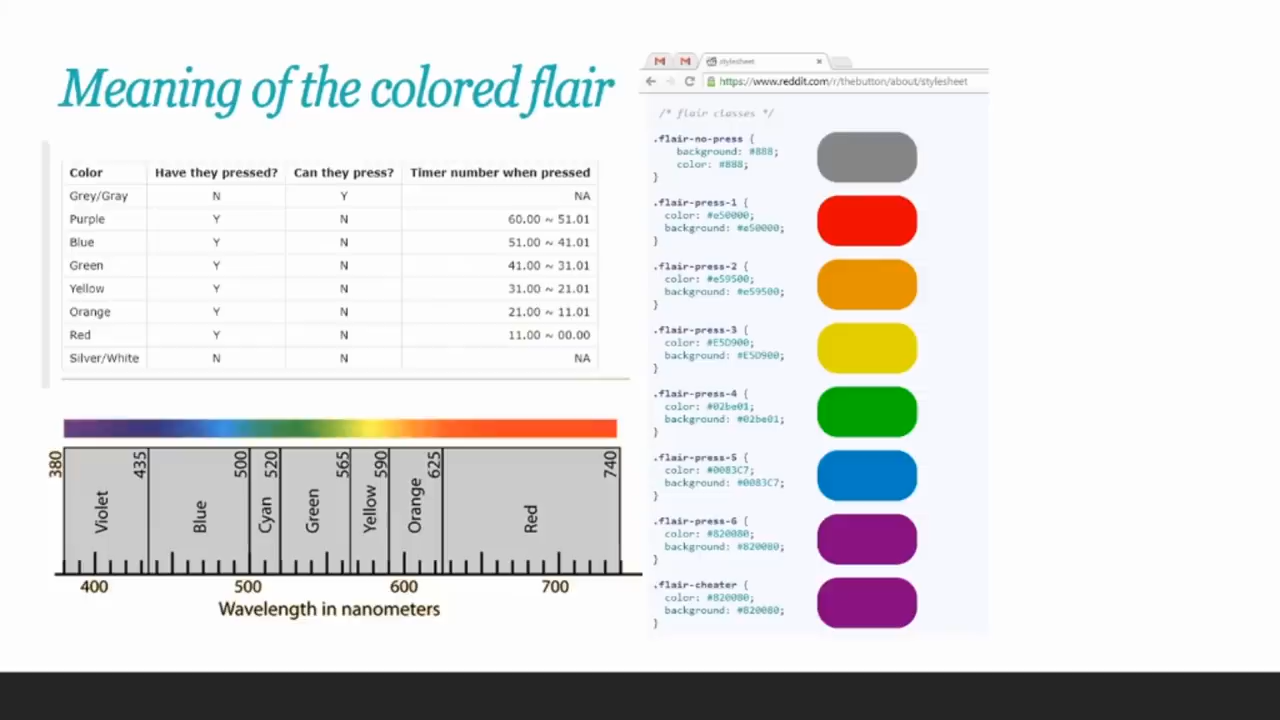 Meaning of the colored flair
Color Have they pressed? Can they press? Timer number when pressed
Grey/Gray N Y NA
Purple Y N 60.00 ~ 51.01
Blue Y N 51.00 ~ 41.01
Green Y N 41.00 ~ 31.01
Yellow Y N 31.00 ~ 21.01
Orange Y N 21.00 ~ 11.01
Red Y N 11.00 ~ 00.00
Silver/White N N NA
380 435 500 520 565 590 625 740
Violet Blue Cyan Green Yellow Orange Red
400 500 600 700
Wavelength in nanometers
stylesheet
https://www.reddit.com/r/thebutton/about/stylesheet
/* flair classes */
.flair-no-press {
background: #888;
color: #888;
}
.flair-press-1 {
color: #e50000;
background: #e50000;
}
.flair-press-2 {
color: #e59500;
background: #e59500;
}
.flair-press-3 {
color: #E5D900;
background: #E5D900;
}
.flair-press-4 {
color: #02be01;
background: #02be01;
}
.flair-press-5 {
color: #0083C7;
background: #0083C7;
}
.flair-press-6 {
color: #820080;
background: #820080;
}
.flair-cheater {
color: #820080;
background: #820080;
}